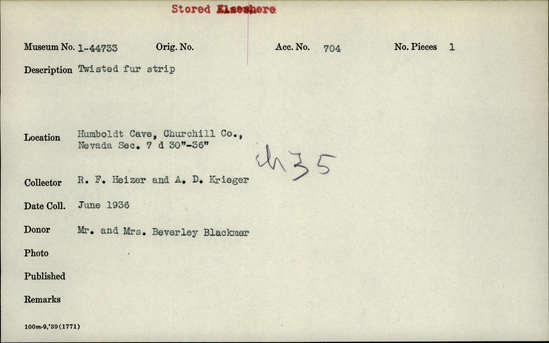 Stored Elsewhere
Museum No. 1-44733 Orig. No. Acc. No. 704 No. Pieces 1
Description Twisted fur strip
Location Humboldt Cave, Churchill Co.,
Nevada Sec. 7 d 30"-36"
35
Collector R. F. Heizer and A. D. Krieger
Date Coll. June 1936
Donor Mr. and Mrs. Beverley Blackmer
Photo
Published
Remarks
100m-9,'39(1771)